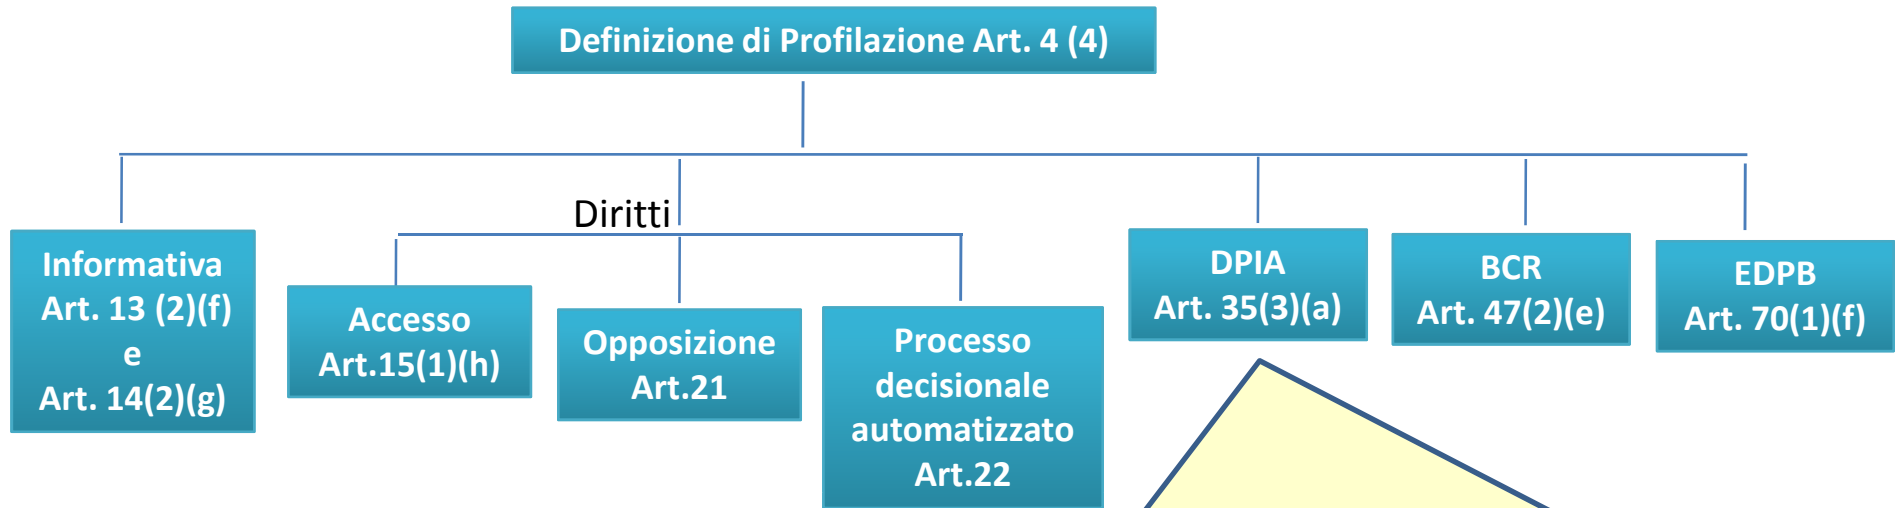 Definizione di Profilazione Art. 4 (4)
Diritti
Informativa
Art. 13 (2)(f)
e
Art. 14(2)(g)
Accesso
Art.15(1)(h)
Opposizione
Art.21
Processo
decisionale
automatizzato
Art.22
DPIA
Art. 35(3)(a)
BCR
Art. 47(2)(e)
EDPB
Art. 70(1)(f)